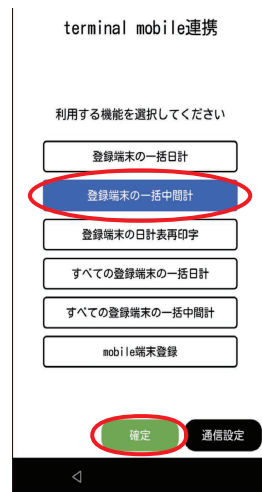 terminal mobile連携
利用する機能を選択してください
登録端末の一括日計
登録端末の一括中間計
登録端末の日計表再印字
すべての登録端末の一括日計
すべての登録端末の一括中間計
mobile端末登録
確定 通信設定